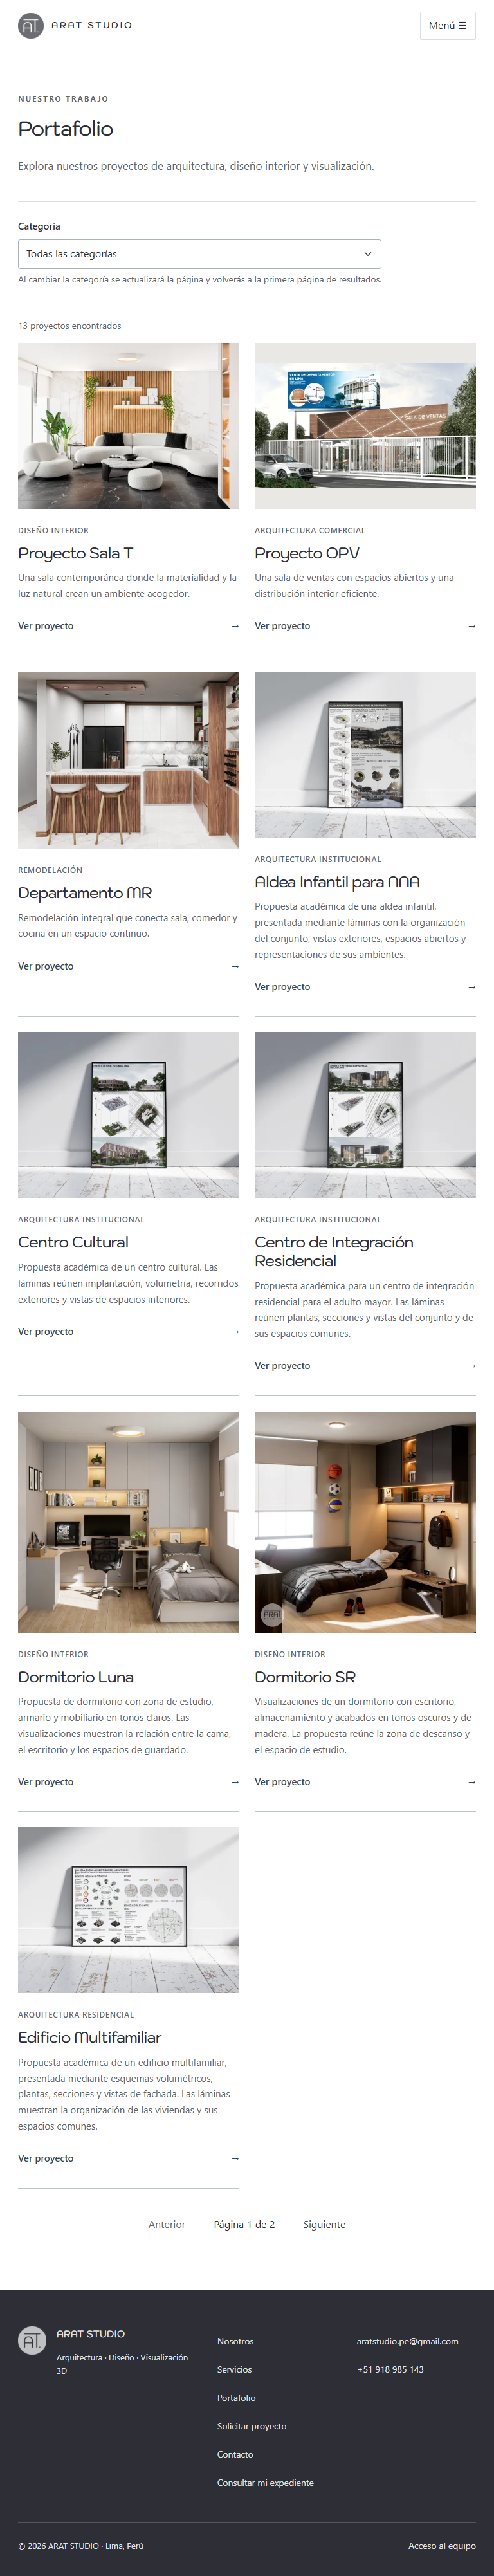 ARAT STUDIO
Menú ☰
NUESTRO TRABAJO
Portafolio
Explora nuestros proyectos de arquitectura, diseño interior y visualización.
Categoría
Todas las categorías
Al cambiar la categoría se actualizará la página y volverás a la primera página de resultados.
13 proyectos encontrados
SALA DE VENTAS
DISEÑO INTERIOR
Proyecto Sala T
Una sala contemporánea donde la materialidad y la
luz natural crean un ambiente acogedor.
Ver proyecto →
ARQUITECTURA COMERCIAL
Proyecto OPV
Una sala de ventas con espacios abiertos y una
distribución interior eficiente.
Ver proyecto →
REMODELACIÓN
Departamento MR
Remodelación integral que conecta sala, comedor y
cocina en un espacio continuo.
Ver proyecto →
ARQUITECTURA INSTITUCIONAL
Aldea Infantil para NNA
Propuesta académica de una aldea infantil,
presentada mediante láminas con la organización
del conjunto, vistas exteriores, espacios abiertos y
representaciones de sus ambientes.
Ver proyecto →
ARQUITECTURA INSTITUCIONAL
Centro Cultural
Propuesta académica de un centro cultural. Las
láminas reúnen implantación, volumetría, recorridos
exteriores y vistas de espacios interiores.
Ver proyecto →
ARQUITECTURA INSTITUCIONAL
Centro de Integración
Residencial
Propuesta académica para un centro de integración
residencial para el adulto mayor. Las láminas
reúnen plantas, secciones y vistas del conjunto y de
sus espacios comunes.
Ver proyecto →
DISEÑO INTERIOR
Dormitorio Luna
Propuesta de dormitorio con zona de estudio,
armario y mobiliario en tonos claros. Las
visualizaciones muestran la relación entre la cama,
el escritorio y los espacios de guardado.
Ver proyecto →
DISEÑO INTERIOR
Dormitorio SR
Visualizaciones de un dormitorio con escritorio,
almacenamiento y acabados en tonos oscuros y de
madera. La propuesta reúne la zona de descanso y
el espacio de estudio.
Ver proyecto →
ARQUITECTURA RESIDENCIAL
Edificio Multifamiliar
Propuesta académica de un edificio multifamiliar,
presentada mediante esquemas volumétricos,
plantas, secciones y vistas de fachada. Las láminas
muestran la organización de las viviendas y sus
espacios comunes.
Ver proyecto →
Anterior Página 1 de 2 Siguiente
ARAT STUDIO
Arquitectura · Diseño · Visualización
3D
Nosotros
Servicios
Portafolio
Solicitar proyecto
Contacto
Consultar mi expediente
aratstudio.pe@gmail.com
+51 918 985 143
© 2026 ARAT STUDIO · Lima, Perú
Acceso al equipo